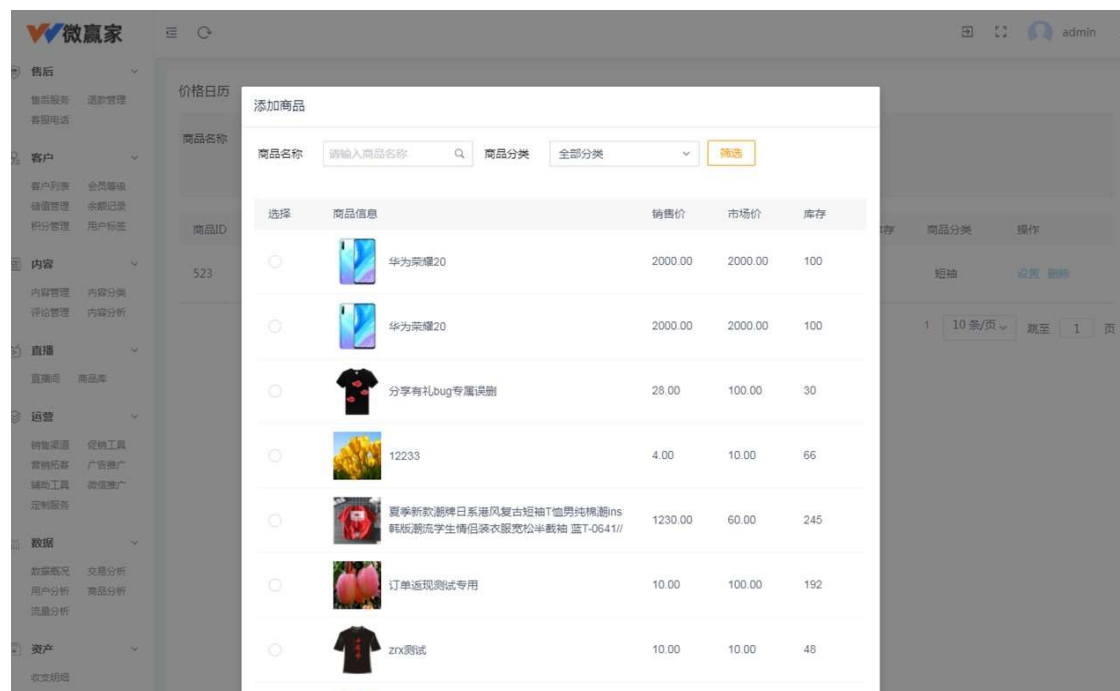 微赢家
admin
售后
售后服务 退款管理
客服电话
客户
客户列表 会员等级
储值管理 余额记录
积分管理 用户标签
内容
内容管理 内容分类
评论管理 内容分析
直播
直播间 商品库
运营
销售渠道 促销工具
营销拓客 广告推广
辅助工具 微信推广
定制服务
数据
数据概况 交易分析
用户分析 商品分析
流量分析
资产
收支明细
价格日历
商品名称
商品ID 库存 商品分类 操作
523 短袖 设置 删除
1 10 条/页 跳至 1 页
添加商品
商品名称 请输入商品名称 商品分类 全部分类 筛选
选择 商品信息 销售价 市场价 库存
华为荣耀20 2000.00 2000.00 100
华为荣耀20 2000.00 2000.00 100
分享有礼bug专属误删 28.00 100.00 30
12233 4.00 10.00 66
夏季新款潮牌日系港风复古短袖T恤男纯棉潮ins
韩版潮流学生情侣装衣服宽松半截袖 蓝T-0641// 1230.00 60.00 245
订单返现测试专用 10.00 100.00 192
zrx测试 10.00 10.00 48